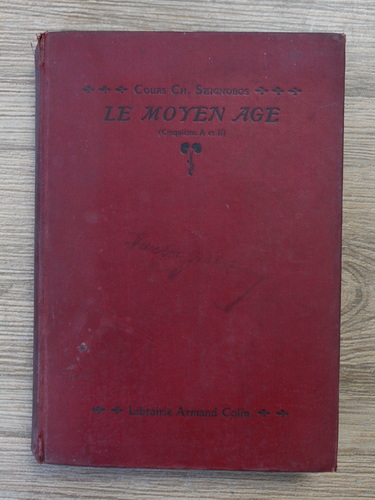 Cours Ch. Seignobos
LE MOYEN AGE
(Cinquième A et B)
Librairie Armand Colin